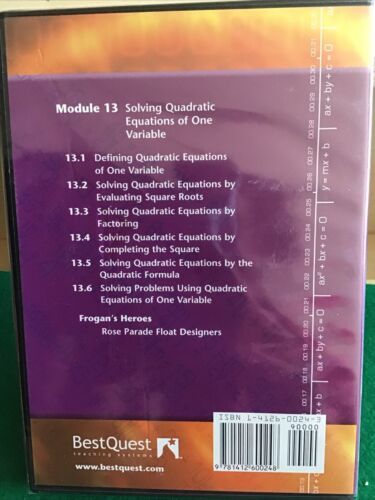 Module 13 Solving Quadratic
Equations of One
Variable
13.1 Defining Quadratic Equations
of One Variable
13.2 Solving Quadratic Equations by
Evaluating Square Roots
13.3 Solving Quadratic Equations by
Factoring
13.4 Solving Quadratic Equations by
Completing the Square
13.5 Solving Quadratic Equations by the
Quadratic Formula
13.6 Solving Problems Using Quadratic
Equations of One Variable
Frogan's Heroes
Rose Parade Float Designers
BestQuest
teaching systems
www.bestquest.com
ISBN 1-4126-0024-3
90000
9 781412 600248
ax + by + c = 0
y = mx + b
ax² + bx + c = 0
ax + by + c = 0